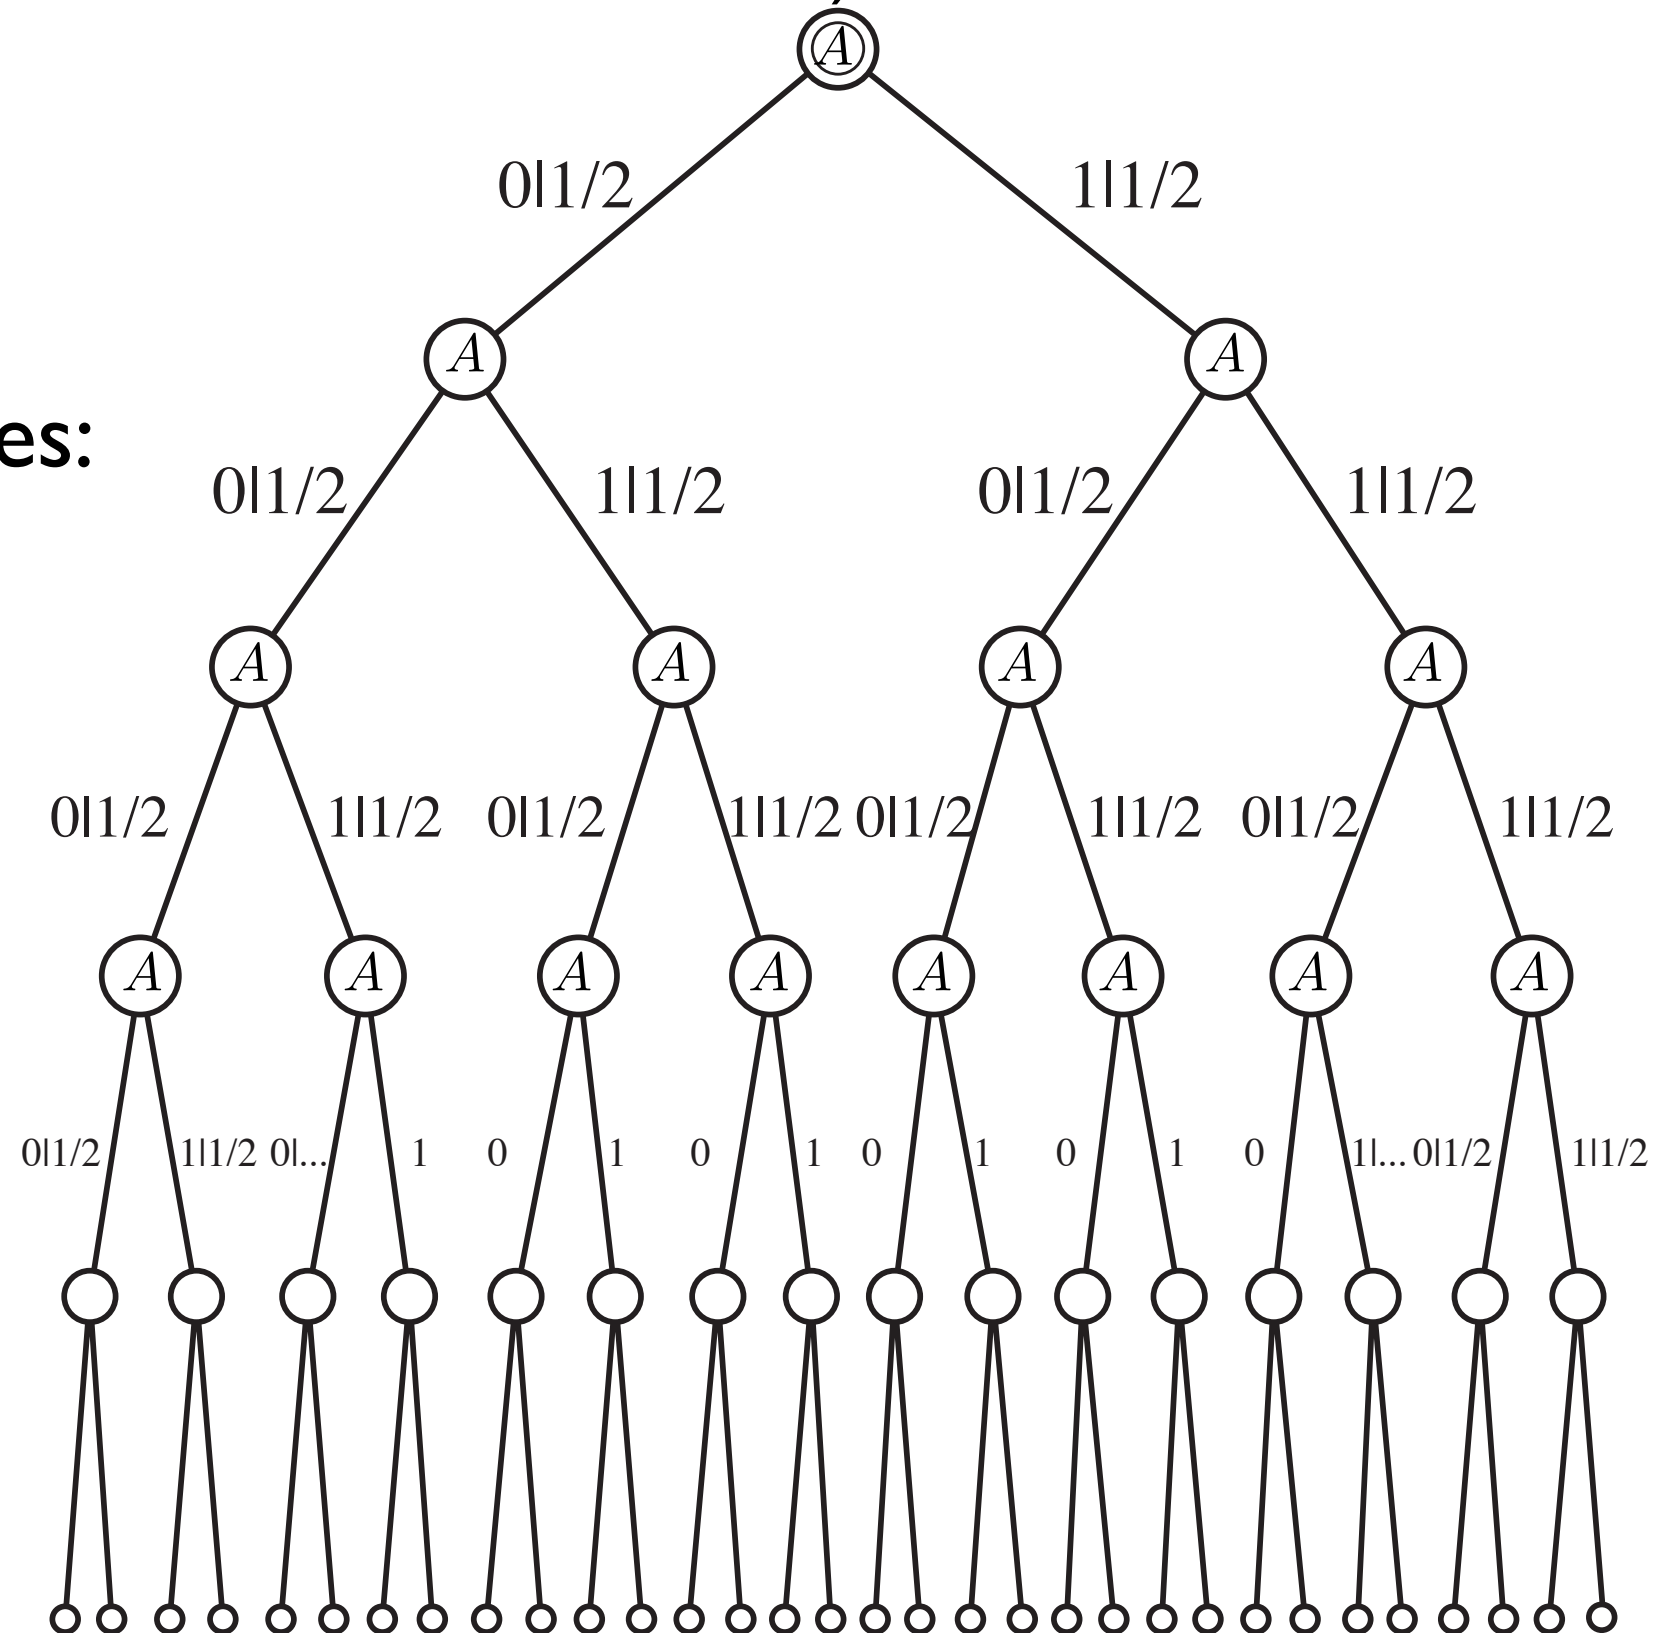 A
0|1/2 1|1/2
A A
es:
0|1/2 1|1/2 0|1/2 1|1/2
A A A A
0|1/2 1|1/2 0|1/2 1|1/2 0|1/2 1|1/2 0|1/2 1|1/2
A A A A A A A A
0|1/2 1|1/2 0|... 1 0 1 0 1 0 1 0 1 0 1|... 0|1/2 1|1/2